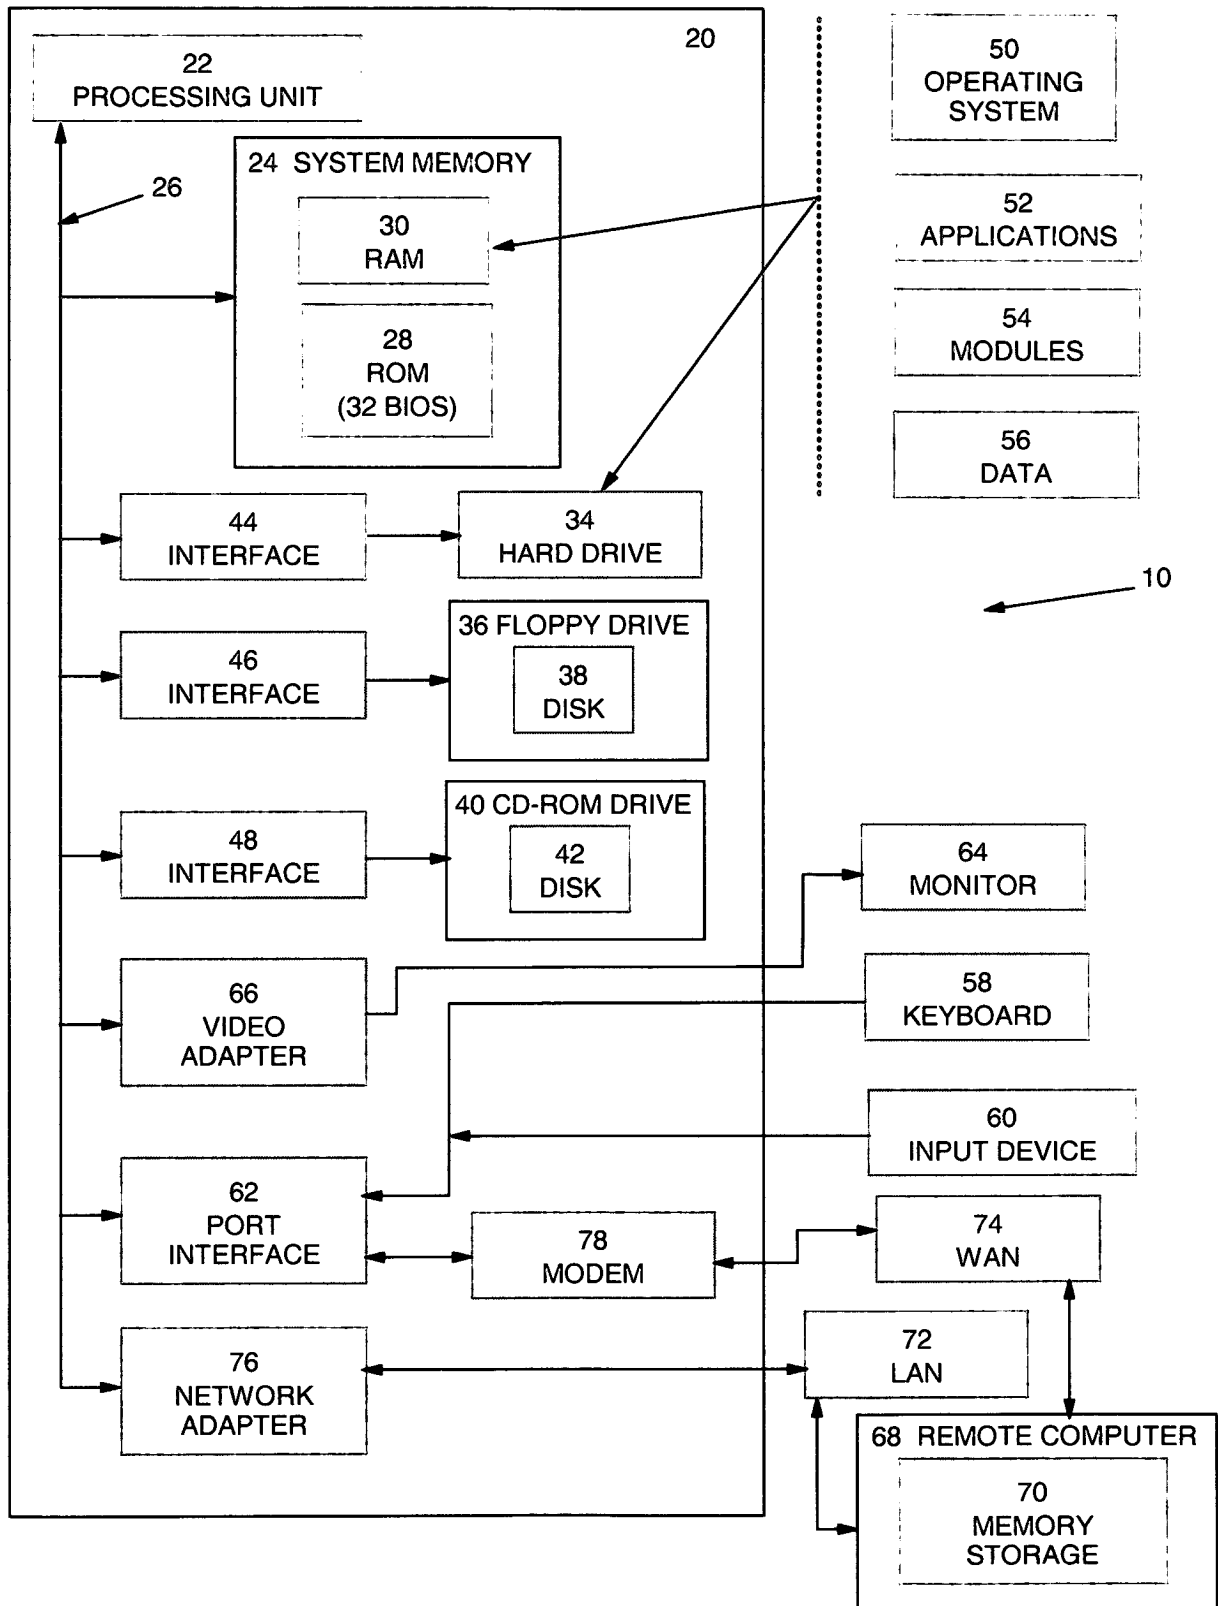 20
22
PROCESSING UNIT
24 SYSTEM MEMORY
26
30
RAM
28
ROM
(32 BIOS)
50
OPERATING
SYSTEM
52
APPLICATIONS
54
MODULES
56
DATA
44
INTERFACE
34
HARD DRIVE
10
46
INTERFACE
36 FLOPPY DRIVE
38
DISK
48
INTERFACE
40 CD-ROM DRIVE
42
DISK
64
MONITOR
66
VIDEO
ADAPTER
58
KEYBOARD
60
INPUT DEVICE
62
PORT
INTERFACE
78
MODEM
74
WAN
72
LAN
76
NETWORK
ADAPTER
68 REMOTE COMPUTER
70
MEMORY
STORAGE